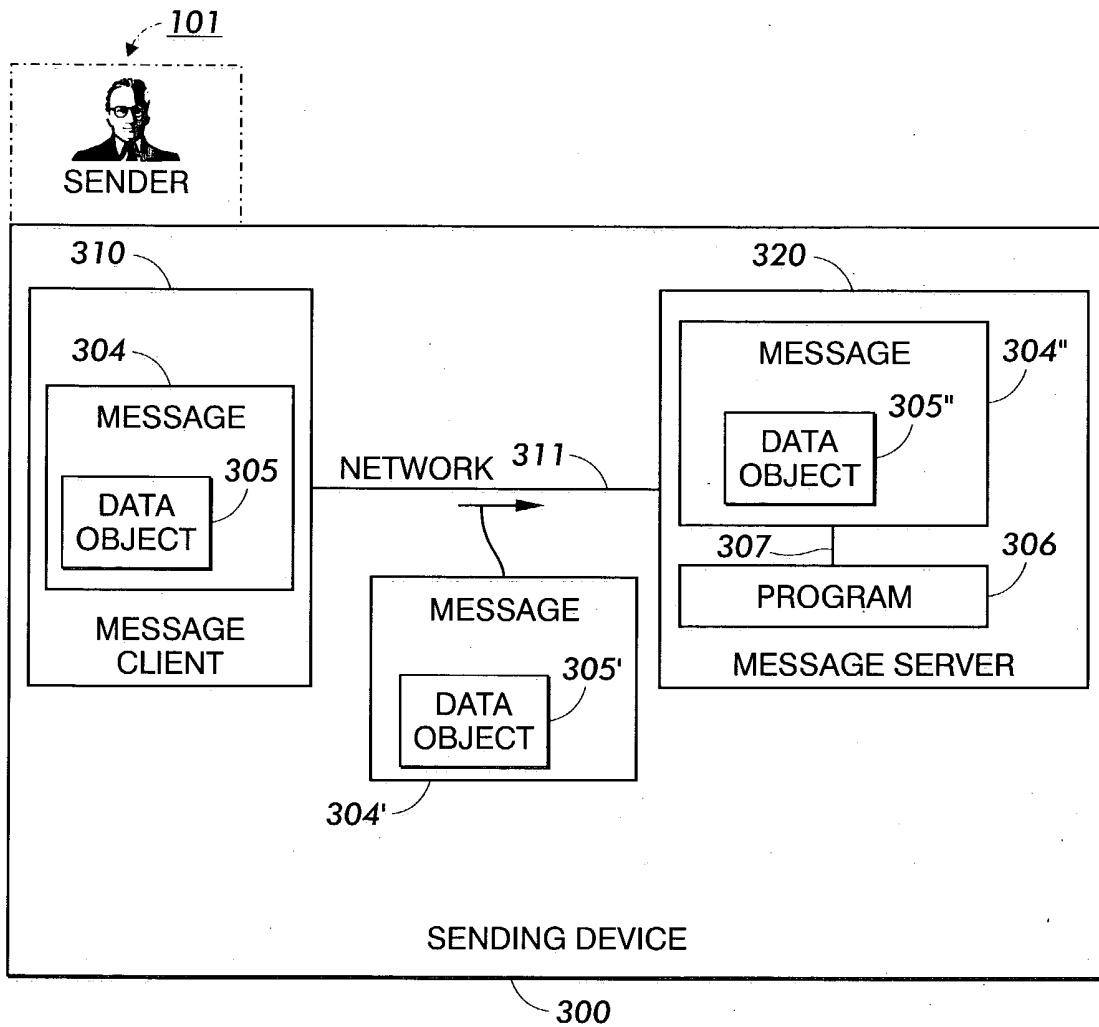 101
SENDER
310
320
304
MESSAGE
305
DATA
OBJECT
MESSAGE
CLIENT
NETWORK
311
MESSAGE
304"
305"
DATA
OBJECT
307
306
PROGRAM
MESSAGE SERVER
MESSAGE
305'
DATA
OBJECT
304'
SENDING DEVICE
300